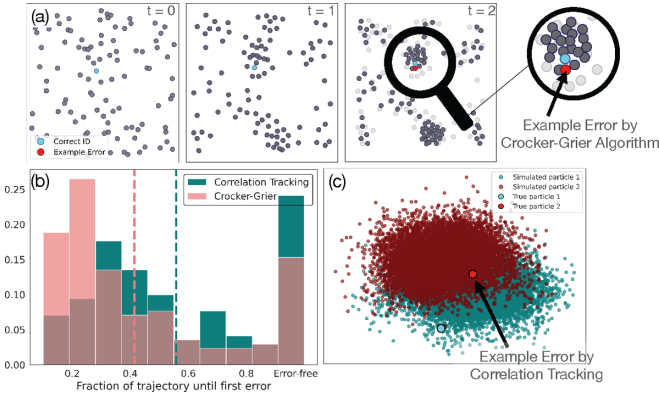 (a)
t = 0
t = 1
t = 2
Correct ID
Example Error
Example Error by
Crocker-Grier Algorithm
(b)
Correlation Tracking
Crocker-Grier
0.25
0.20
0.15
0.10
0.05
0.00
0.2
0.4
0.6
0.8
Error-free
Fraction of trajectory until first error
(c)
Simulated particle 1
Simulated particle 2
True particle 1
True particle 2
Example Error by
Correlation Tracking